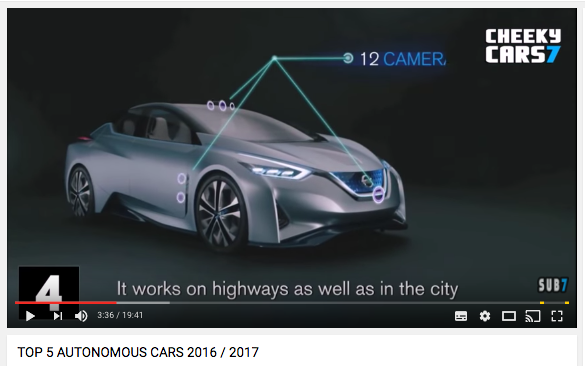 CHEEKY
CARS7
12 CAMERA
4
It works on highways as well as in the city
SUB7
3:36 / 19:41
TOP 5 AUTONOMOUS CARS 2016 / 2017